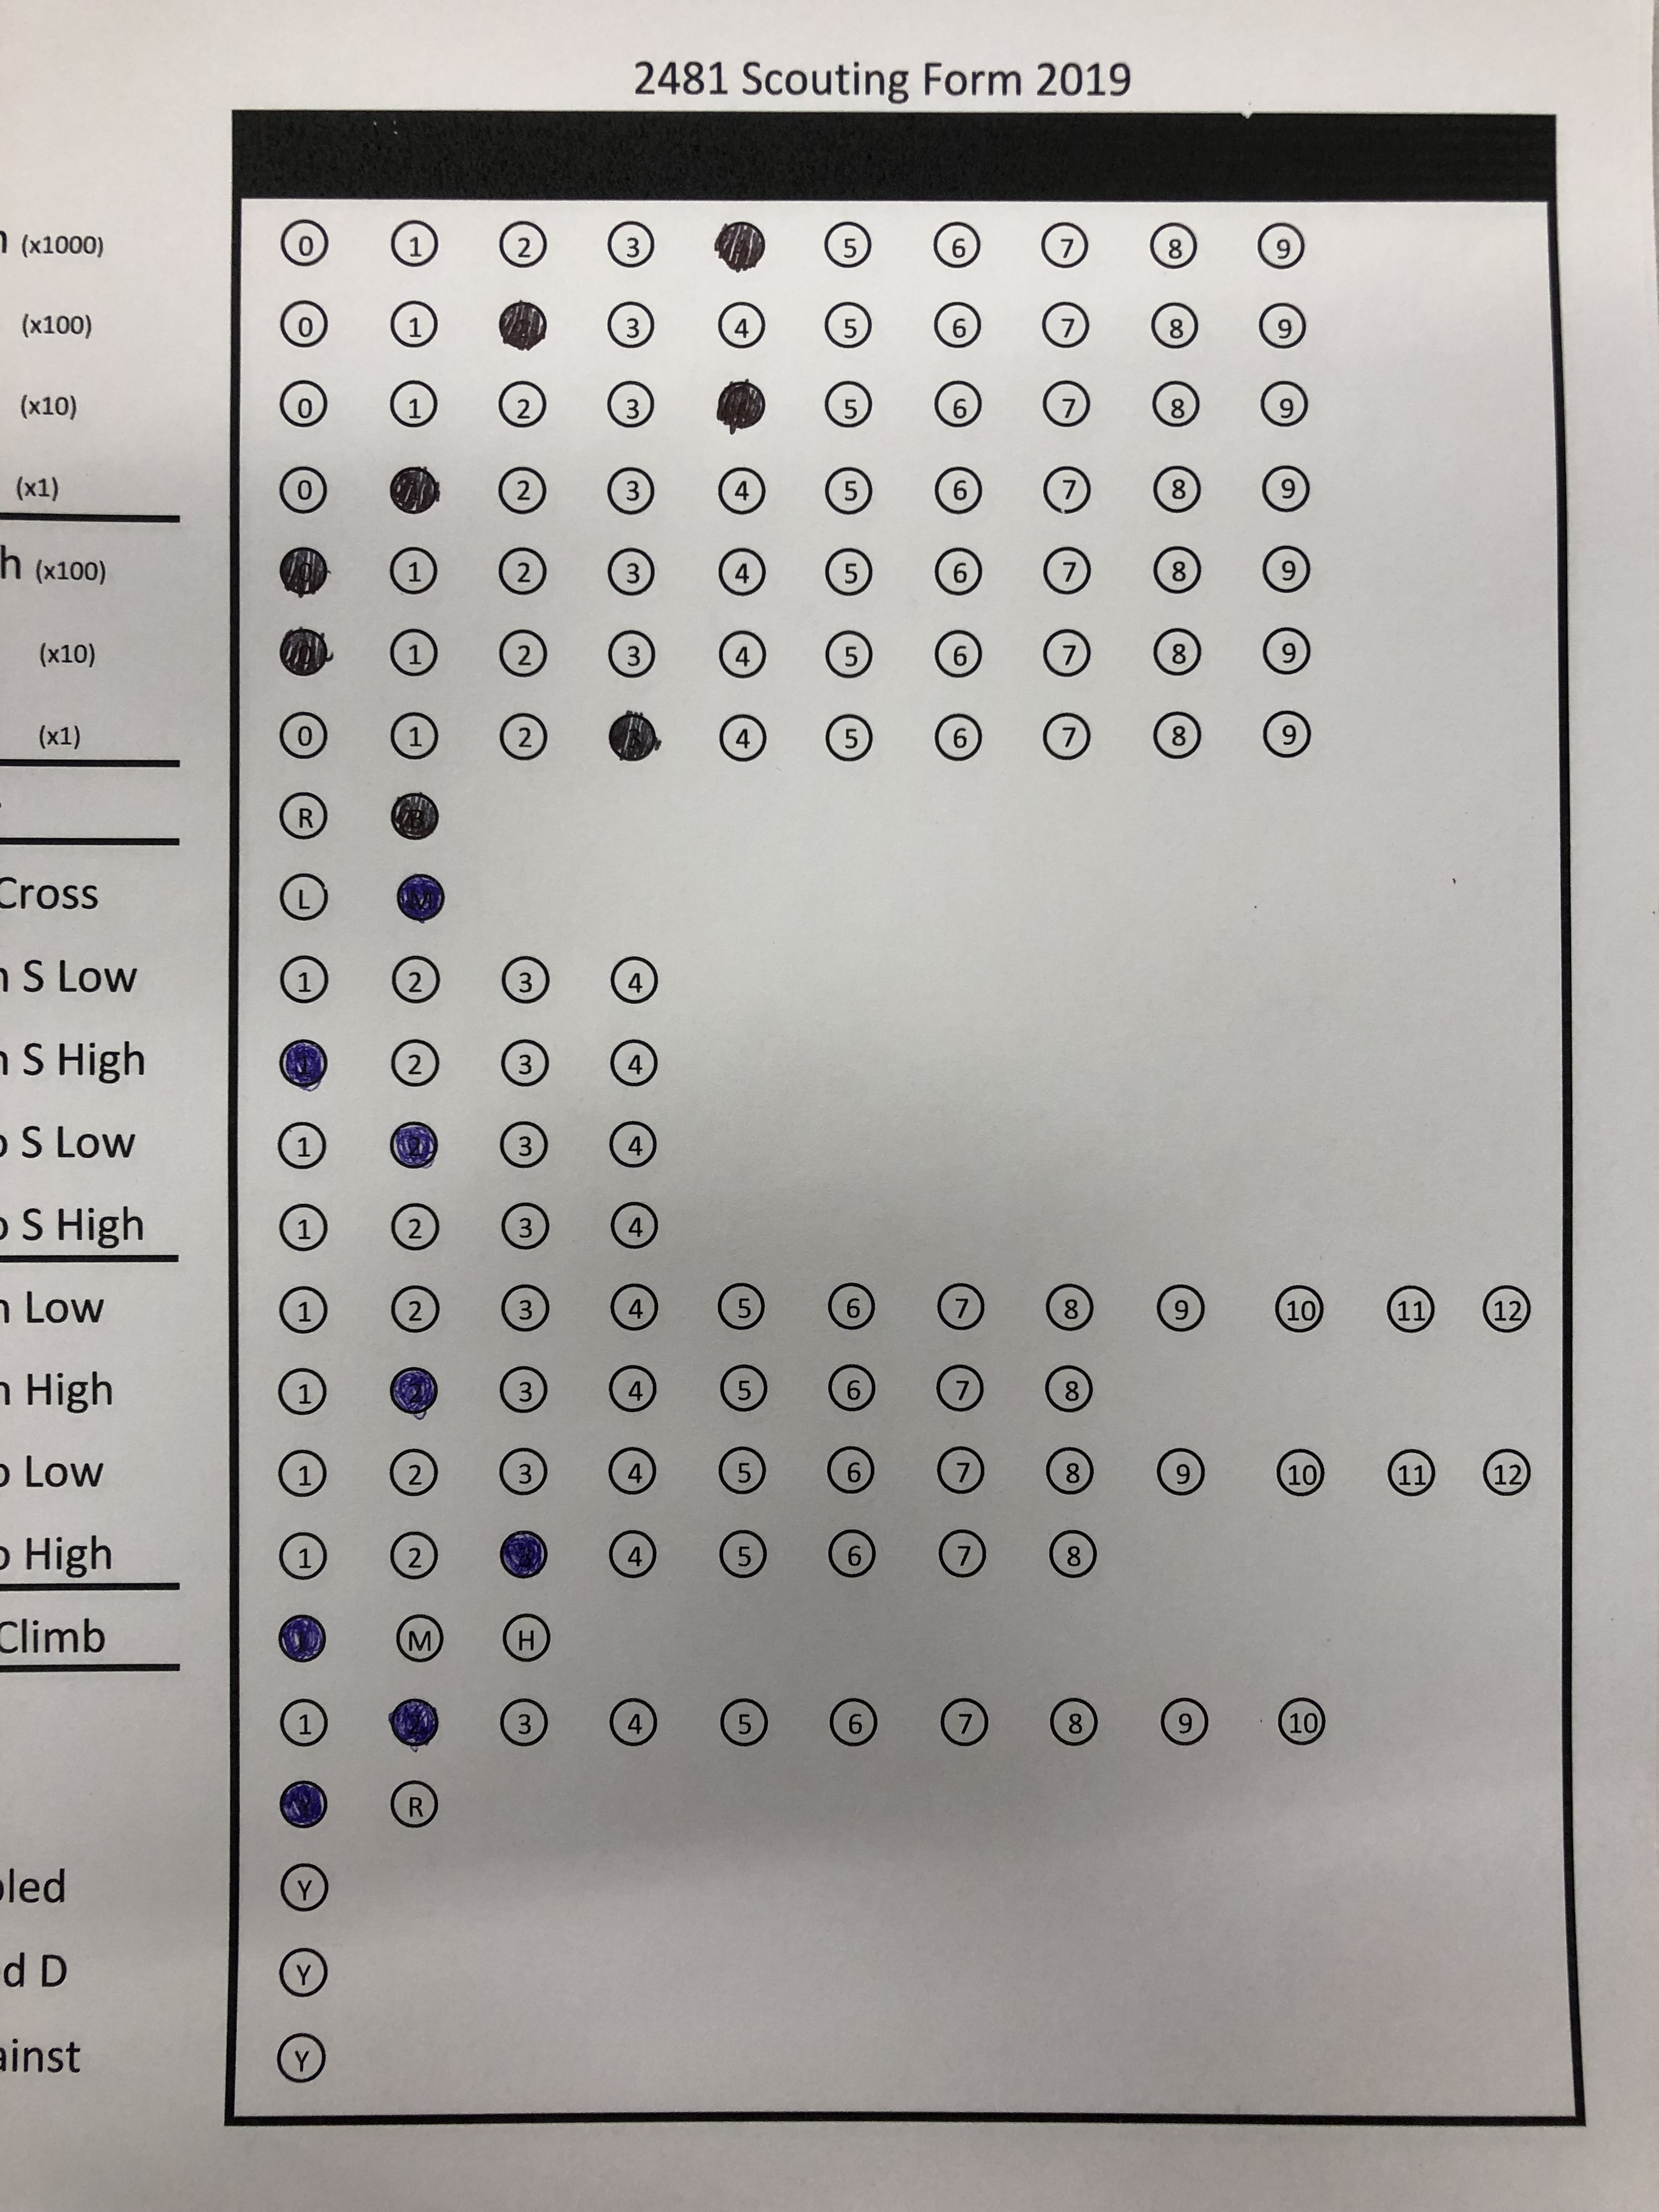 2481 Scouting Form 2019
(x1000) 0 1 2 3 5 6 7 8 9
(x100) 0 1 2 3 4 5 6 7 8 9
(x10) 0 1 2 3 5 6 7 8 9
(x1) 0 1 2 3 4 5 6 7 8 9
h (x100) 0 1 2 3 4 5 6 7 8 9
(x10) 0 1 2 3 4 5 6 7 8 9
(x1) 0 1 2 3 4 5 6 7 8 9
R B
Cross L M
S Low 1 2 3 4
S High 1 2 3 4
S Low 1 2 3 4
S High 1 2 3 4
Low 1 2 3 4 5 6 7 8 9 10 11 12
High 1 2 3 4 5 6 7 8
Low 1 2 3 4 5 6 7 8 9 10 11 12
High 1 2 3 4 5 6 7 8
Climb M H
1 2 3 4 5 6 7 8 9 10
Y R
led Y
d D Y
ainst Y